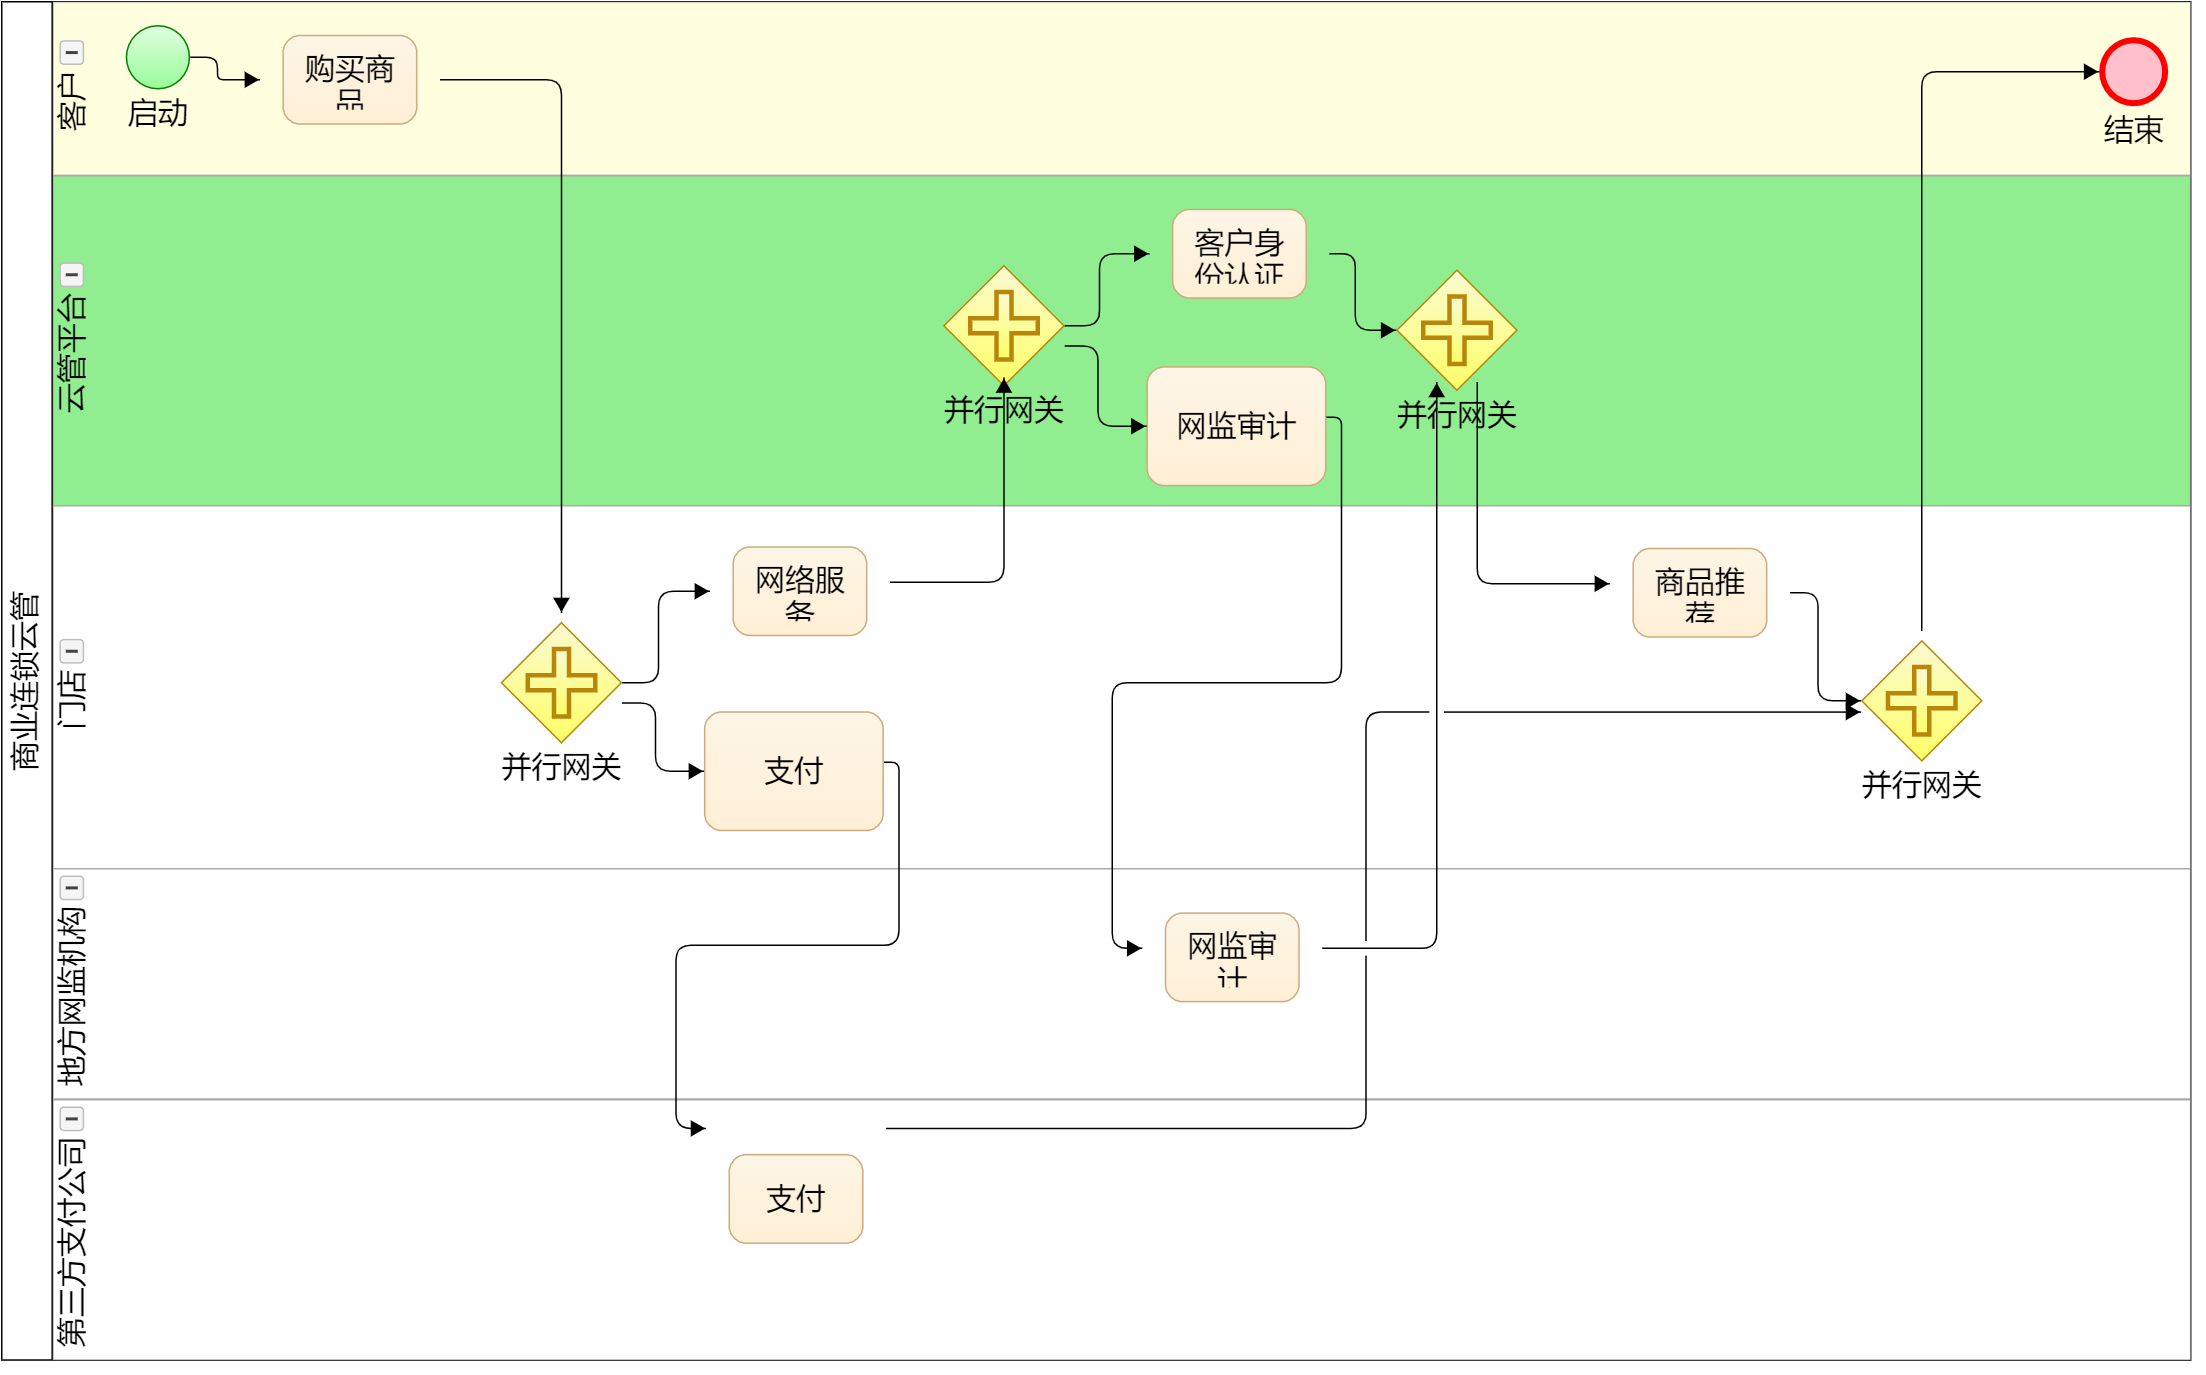 商业连锁云管
客户
启动
购买商
品
结束
云管平台
并行网关
客户身
份认证
网监审计
并行网关
门店
并行网关
网络服
务
支付
商品推
荐
并行网关
地方网监机构
网监审
计
第三方支付公司
支付